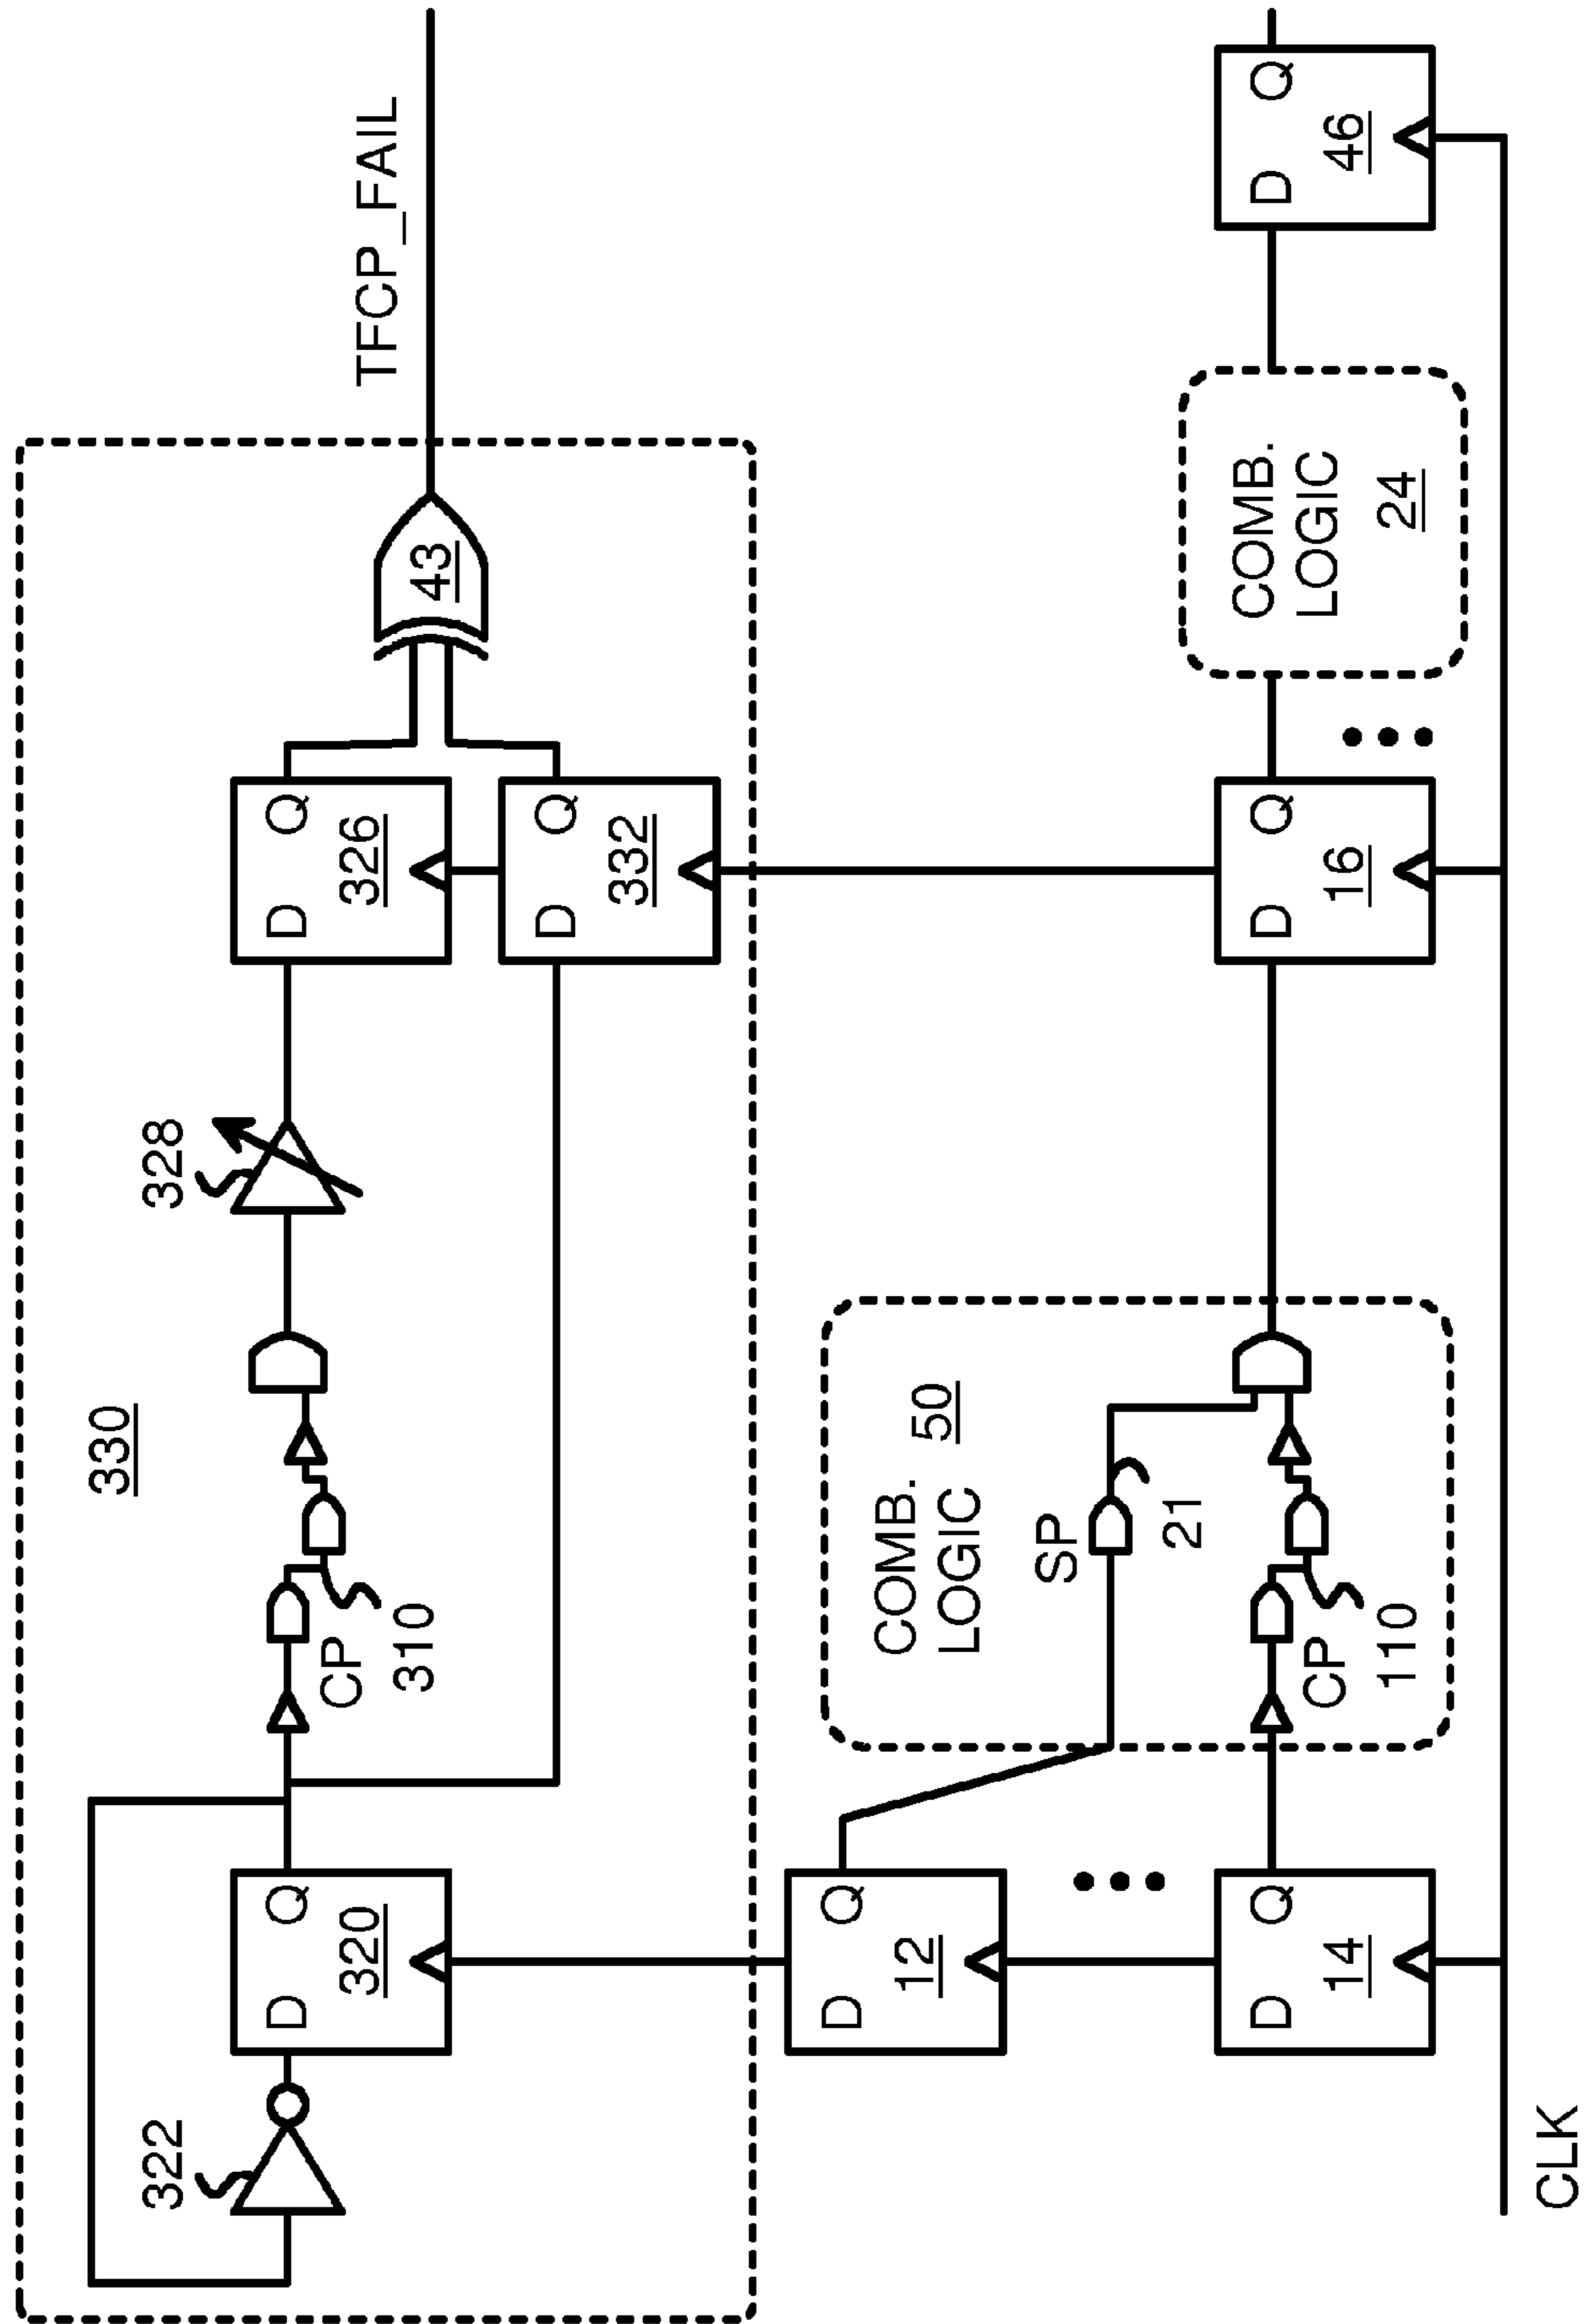 330
322
328
D Q
320
CP
310
D Q
326
D Q
332
43
TFCP_FAIL
D Q
12
D Q
14
COMB.
LOGIC 50
SP
21
CP
110
D Q
16
COMB.
LOGIC
24
D Q
46
CLK